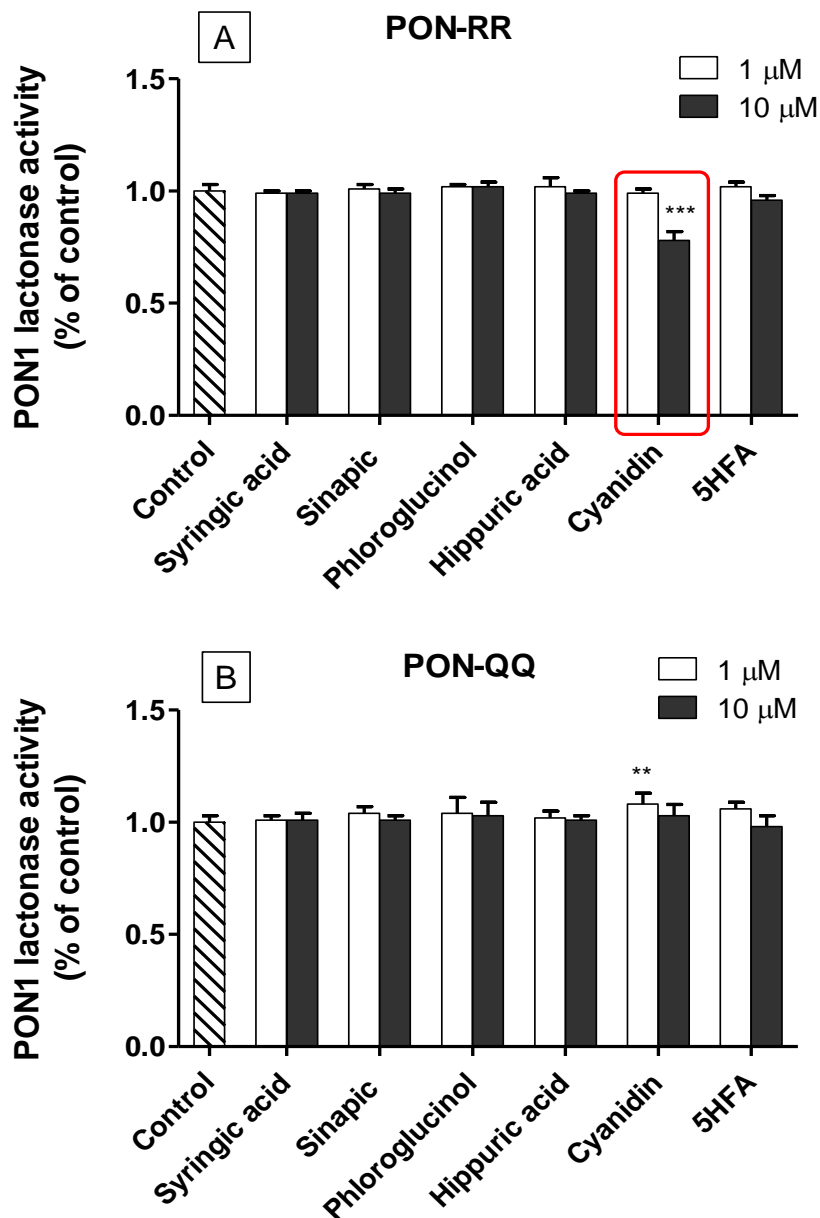 A
PON-RR
1 μM
10 μM
PON1 lactonase activity
(% of control)
1.5
1.0
0.5
0.0
***
Control
Syringic acid
Sinapic
Phloroglucinol
Hippuric acid
Cyanidin
5HFA
B
PON-QQ
1 μM
10 μM
PON1 lactonase activity
(% of control)
1.5
1.0
0.5
0.0
**
Control
Syringic acid
Sinapic
Phloroglucinol
Hippuric acid
Cyanidin
5HFA